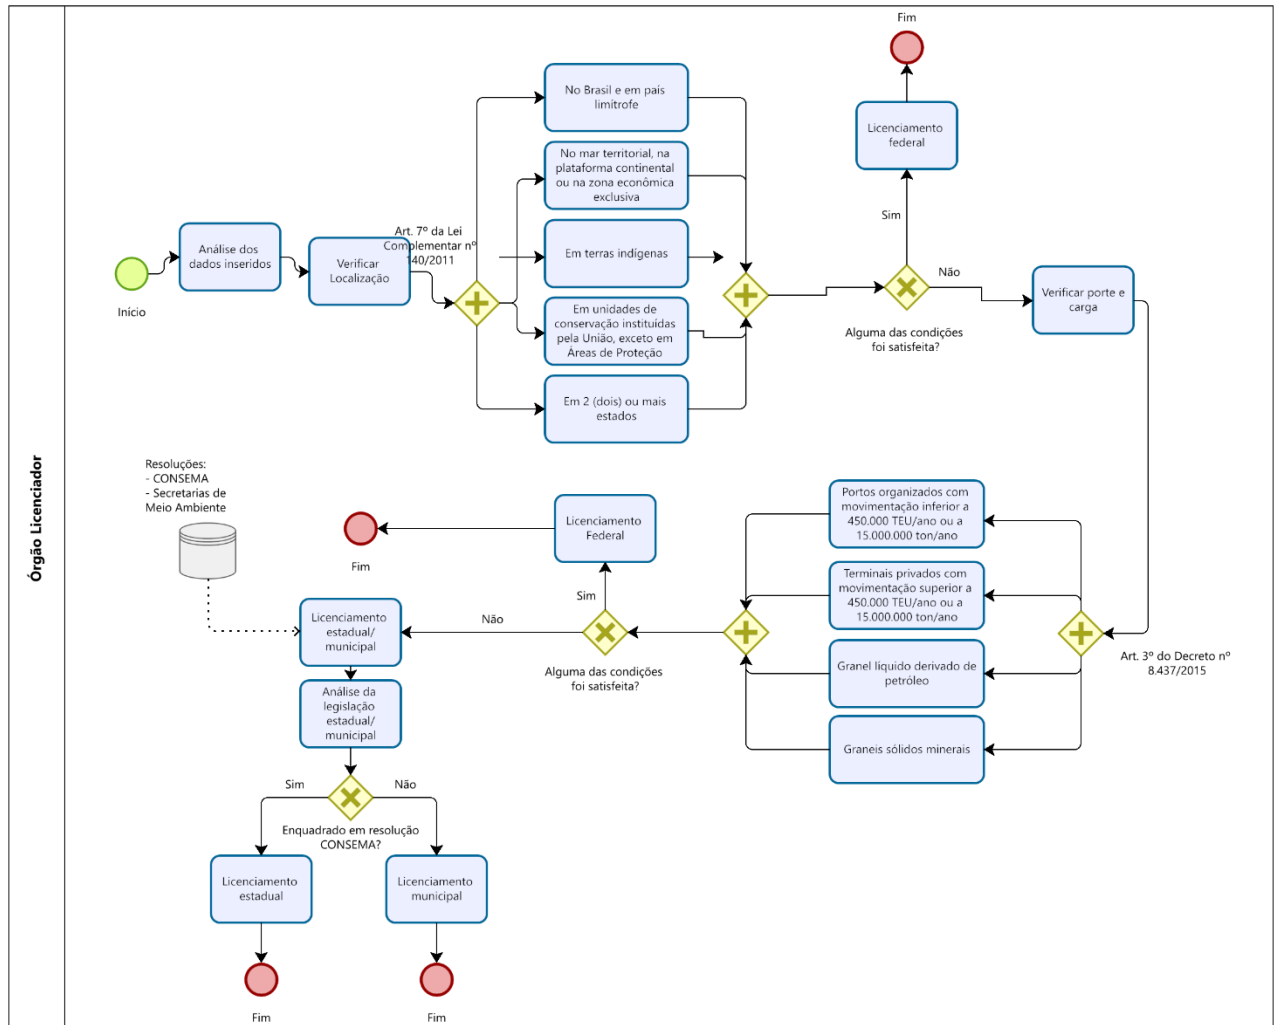 Órgão Licenciador
Fim
No Brasil e em país
limítrofe
Licenciamento
federal
No mar territorial, na
plataforma continental
ou na zona econômica
exclusiva
Sim
Art. 7º da Lei
Complementar nº
140/2011
Análise dos
dados inseridos
Verificar
Localização
Em terras indígenas
Início
Não
Verificar porte e
carga
Em unidades de
conservação instituídas
pela União, exceto em
Áreas de Proteção
Alguma das condições
foi satisfeita?
Em 2 (dois) ou mais
estados
Resoluções:
- CONSEMA
- Secretarias de
Meio Ambiente
Portos organizados com
movimentação inferior a
450.000 TEU/ano ou a
15.000.000 ton/ano
Licenciamento
Federal
Fim
Terminais privados com
movimentação superior a
450.000 TEU/ano ou a
15.000.000 ton/ano
Sim
Licenciamento
estadual/
municipal
Não
Art. 3º do Decreto nº
8.437/2015
Granel líquido derivado de
petróleo
Alguma das condições
foi satisfeita?
Análise da
legislação
estadual/
municipal
Graneis sólidos minerais
Sim
Não
Enquadrado em resolução
CONSEMA?
Licenciamento
estadual
Licenciamento
municipal
Fim
Fim